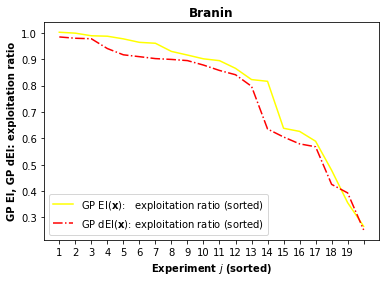 Branin
GP EI, GP dEI: exploitation ratio
1.0
0.9
0.8
0.7
0.6
0.5
0.4
0.3
GP EI(x): exploitation ratio (sorted)
GP dEI(x): exploitation ratio (sorted)
1 2 3 4 5 6 7 8 9 10 11 12 13 14 15 16 17 18 19
Experiment j (sorted)